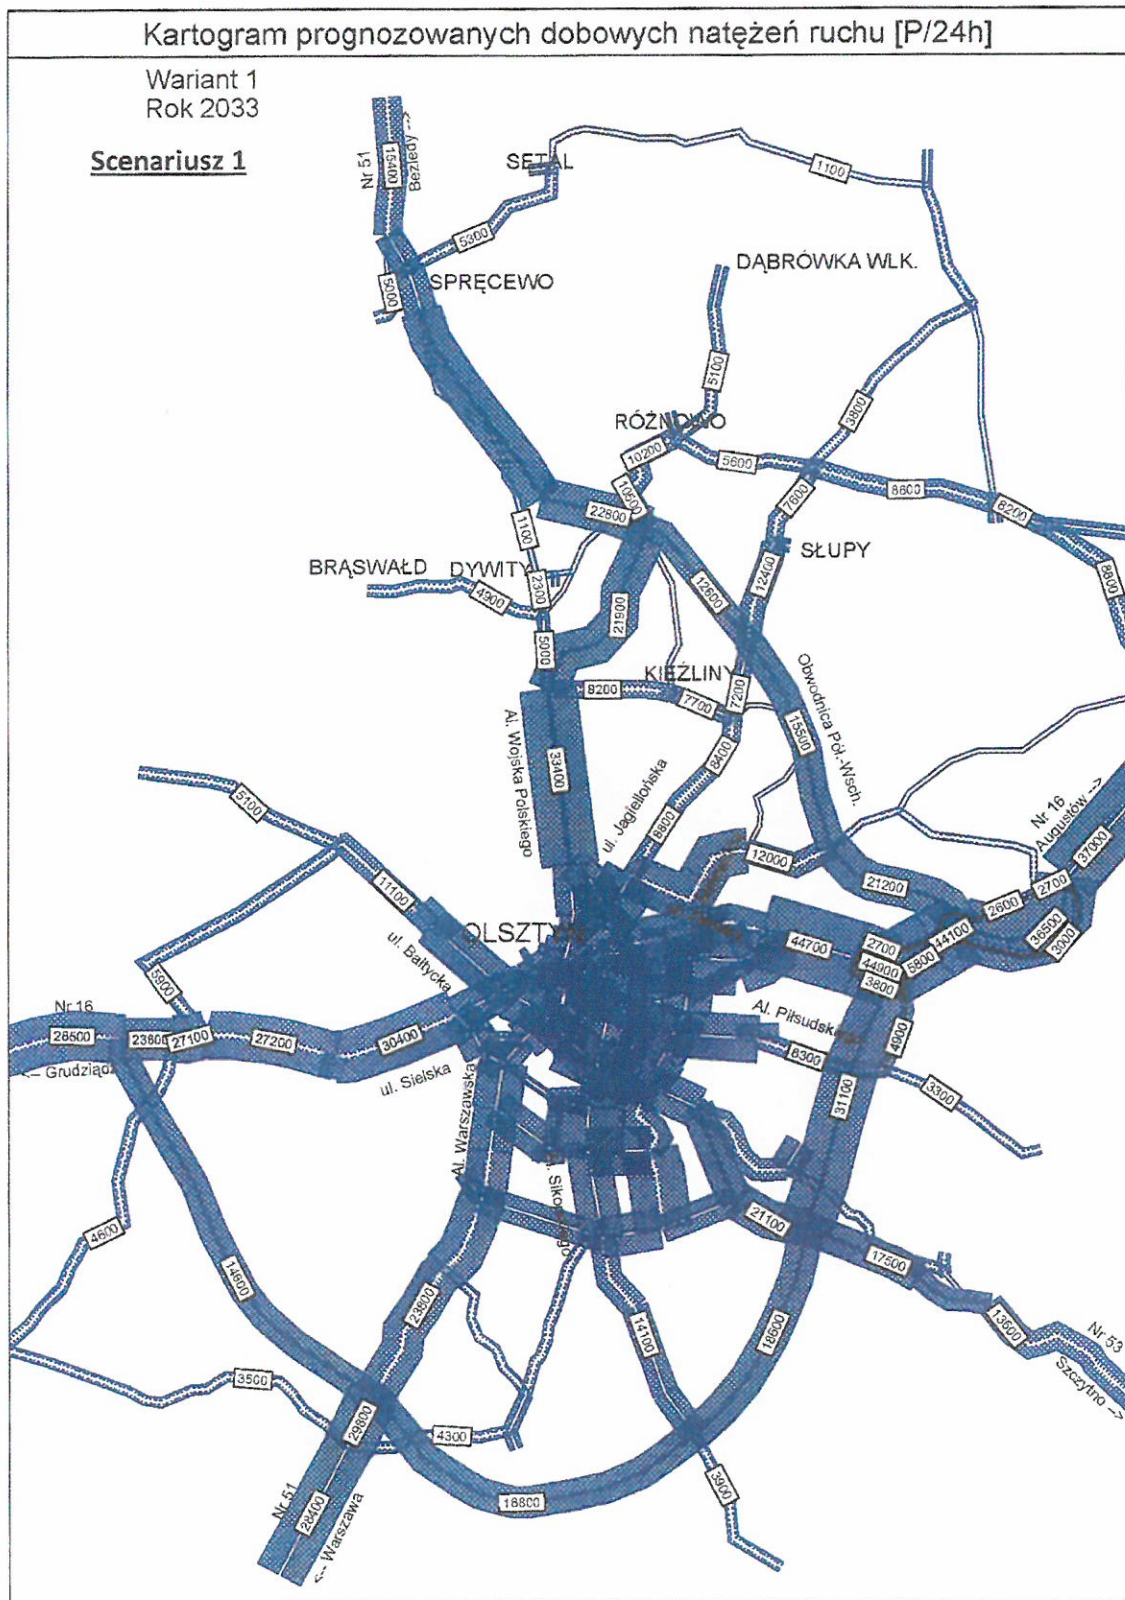 Kartogram prognozowanych dobowych natężeń ruchu [P/24h]
Wariant 1
Rok 2033
Scenariusz 1
Nr 51
15400
Bezledy -->
SĘTAL
1100
5300
DĄBRÓWKA WLK.
SPRĘCEWO
5000
5100
3800
RÓŻNOWO
10200
5600
10500
7600
8600
8200
22800
1100
SŁUPY
BRĄSWAŁD
DYWITY
12400
8800
4900
2300
12600
21900
5000
KIEŹLINY
8200
7700
7200
Obwodnica Pół.-Wsch.
15500
Al. Wojska Polskiego
33400
8400
ul. Jagiellońska
8800
5100
Nr 16
Augustów -->
37000
12000
11100
21200
2700
2600
OLSZTYN
ul. Bałtycka
44700
2700
44100
36500
3000
44900
5800
3800
5900
Nr 16
28500
23600
27100
27200
30400
Al. Piłsudskiego
4900
8300
3300
<-- Grudziądz
ul. Sielska
31100
Al. Warszawska
4600
21100
17500
14600
23800
14100
18600
13600
Nr 53
Szczytno -->
3500
29800
4300
3900
18800
Nr 51
28400
<-- Warszawa